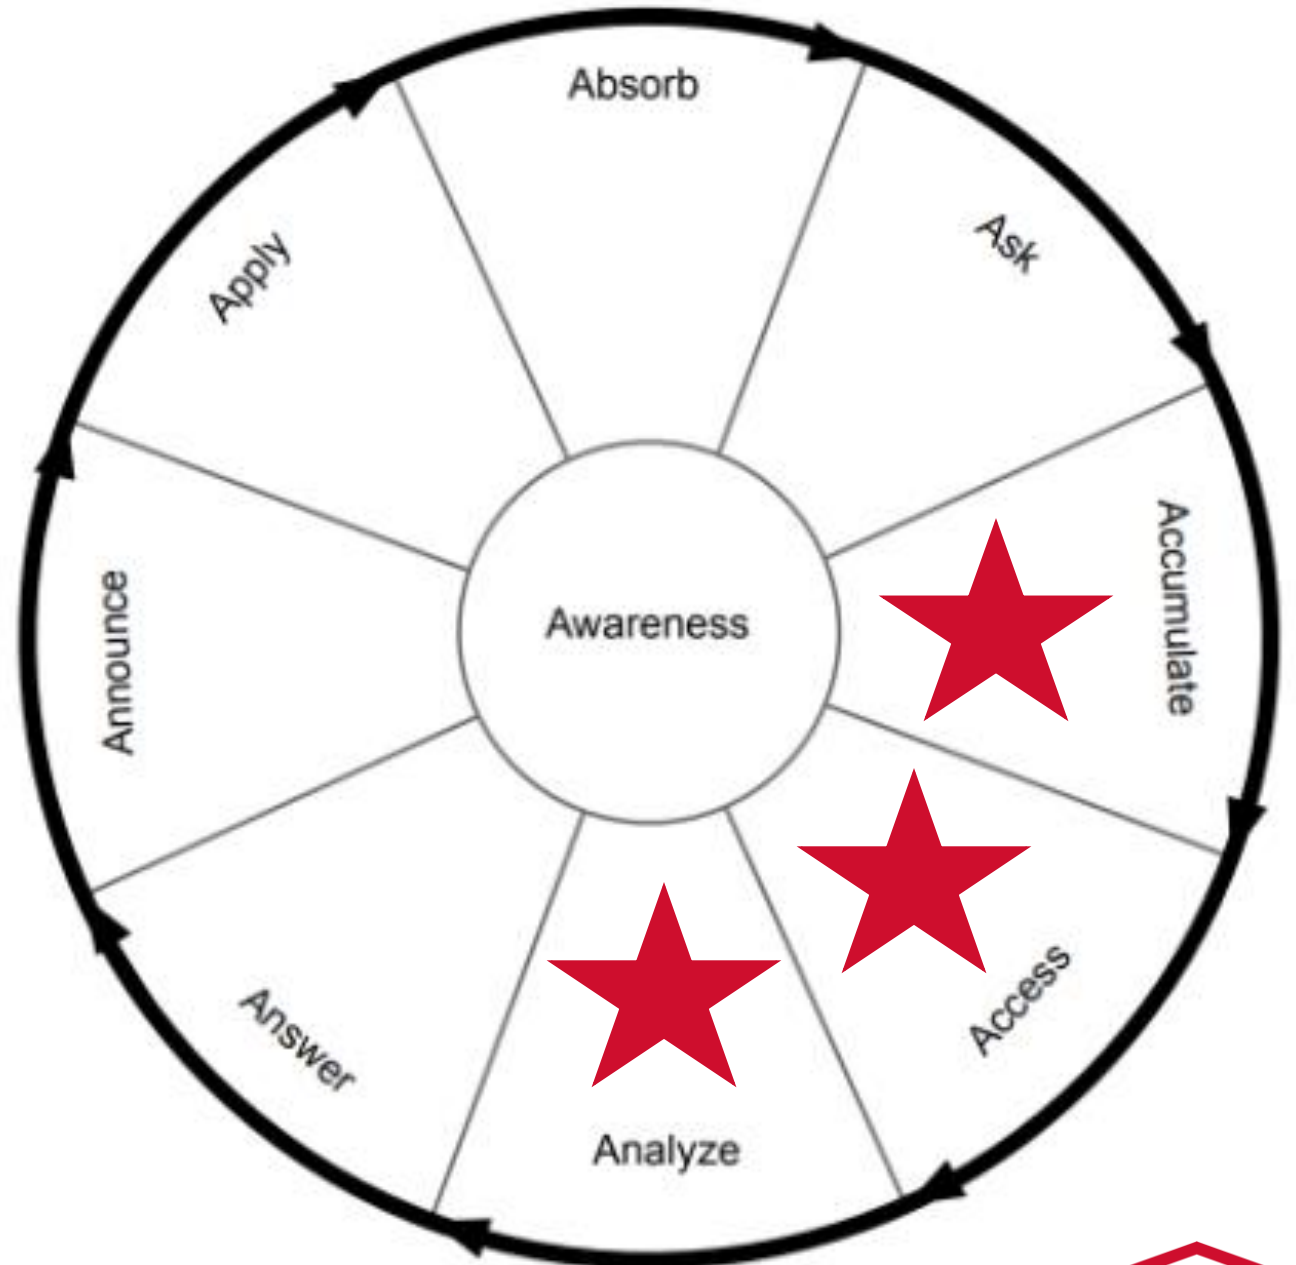 Absorb
Ask
Accumulate
Access
Analyze
Answer
Announce
Apply
Awareness